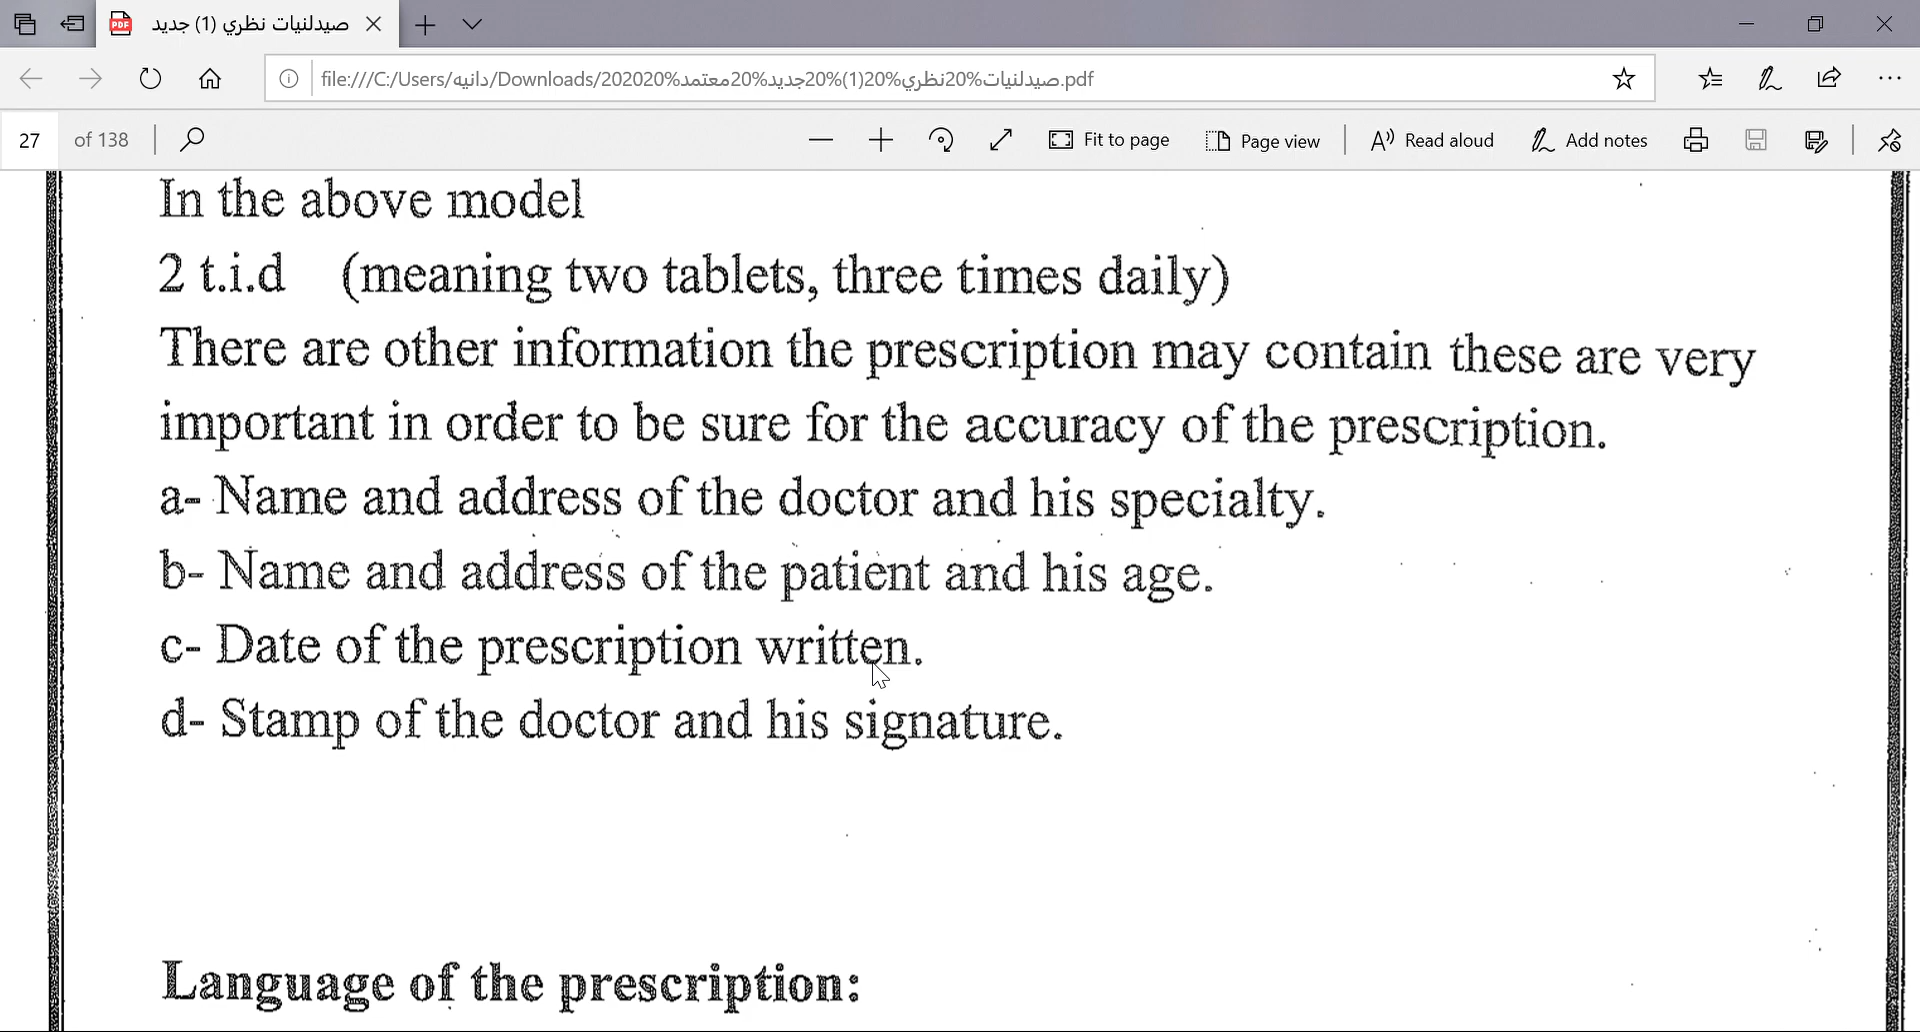 صيدلنيات نظري (1) جديد
file:///C:/Users/دانيه/Downloads/202020%صيدلنيات%20نظري%20(1)%20جديد%20معتمد.pdf
27 of 138
Fit to page
Page view
Read aloud
Add notes
In the above model
2 t.i.d (meaning two tablets, three times daily)
There are other information the prescription may contain these are very
important in order to be sure for the accuracy of the prescription.
a- Name and address of the doctor and his specialty.
b- Name and address of the patient and his age.
c- Date of the prescription written.
d- Stamp of the doctor and his signature.
Language of the prescription: